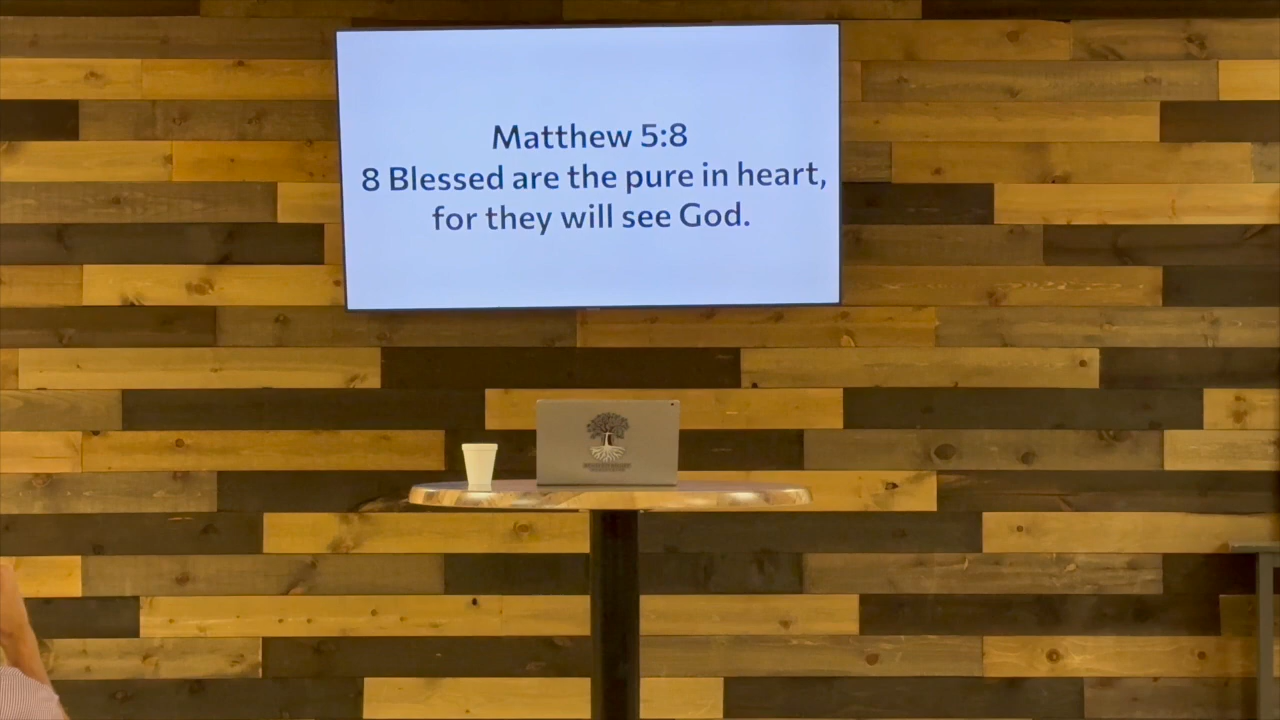 Matthew 5:8
8 Blessed are the pure in heart,
for they will see God.